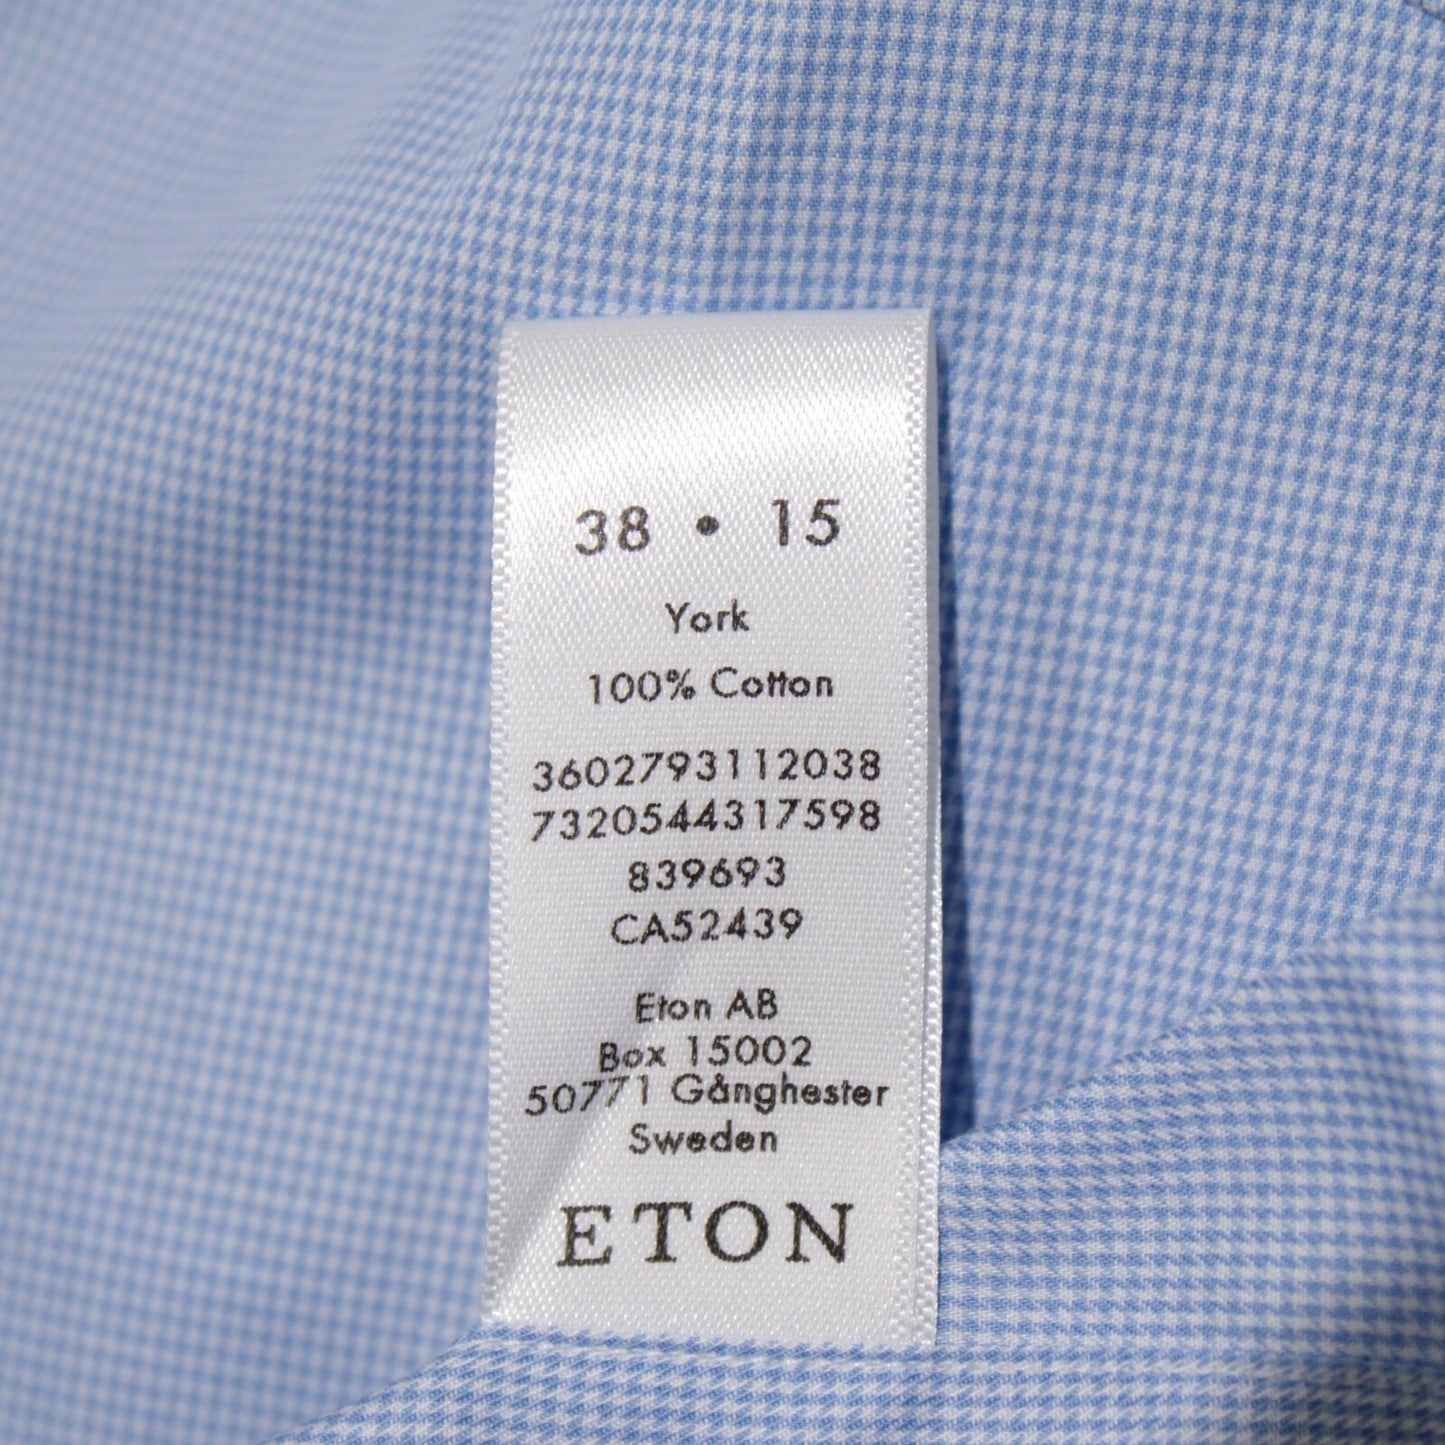 38 • 15
York
100% Cotton
3602793112038
7320544317598
839693
CA52439
Eton AB
Box 15002
50771 Gånghester
Sweden
ETON